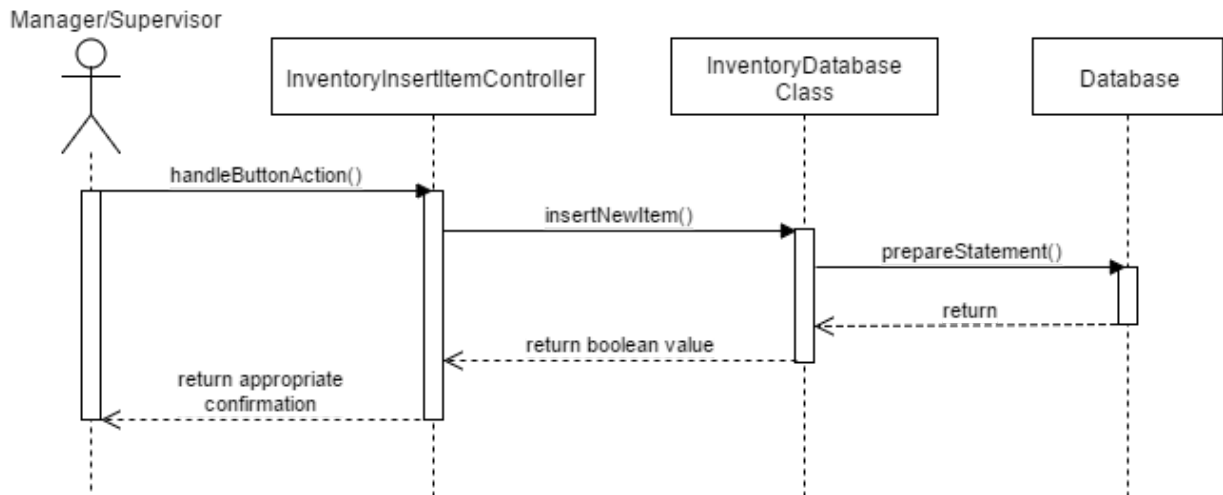 Manager/Supervisor
InventoryInsertItemController
InventoryDatabase
Class
Database
handleButtonAction()
insertNewItem()
prepareStatement()
return
return boolean value
return appropriate
confirmation